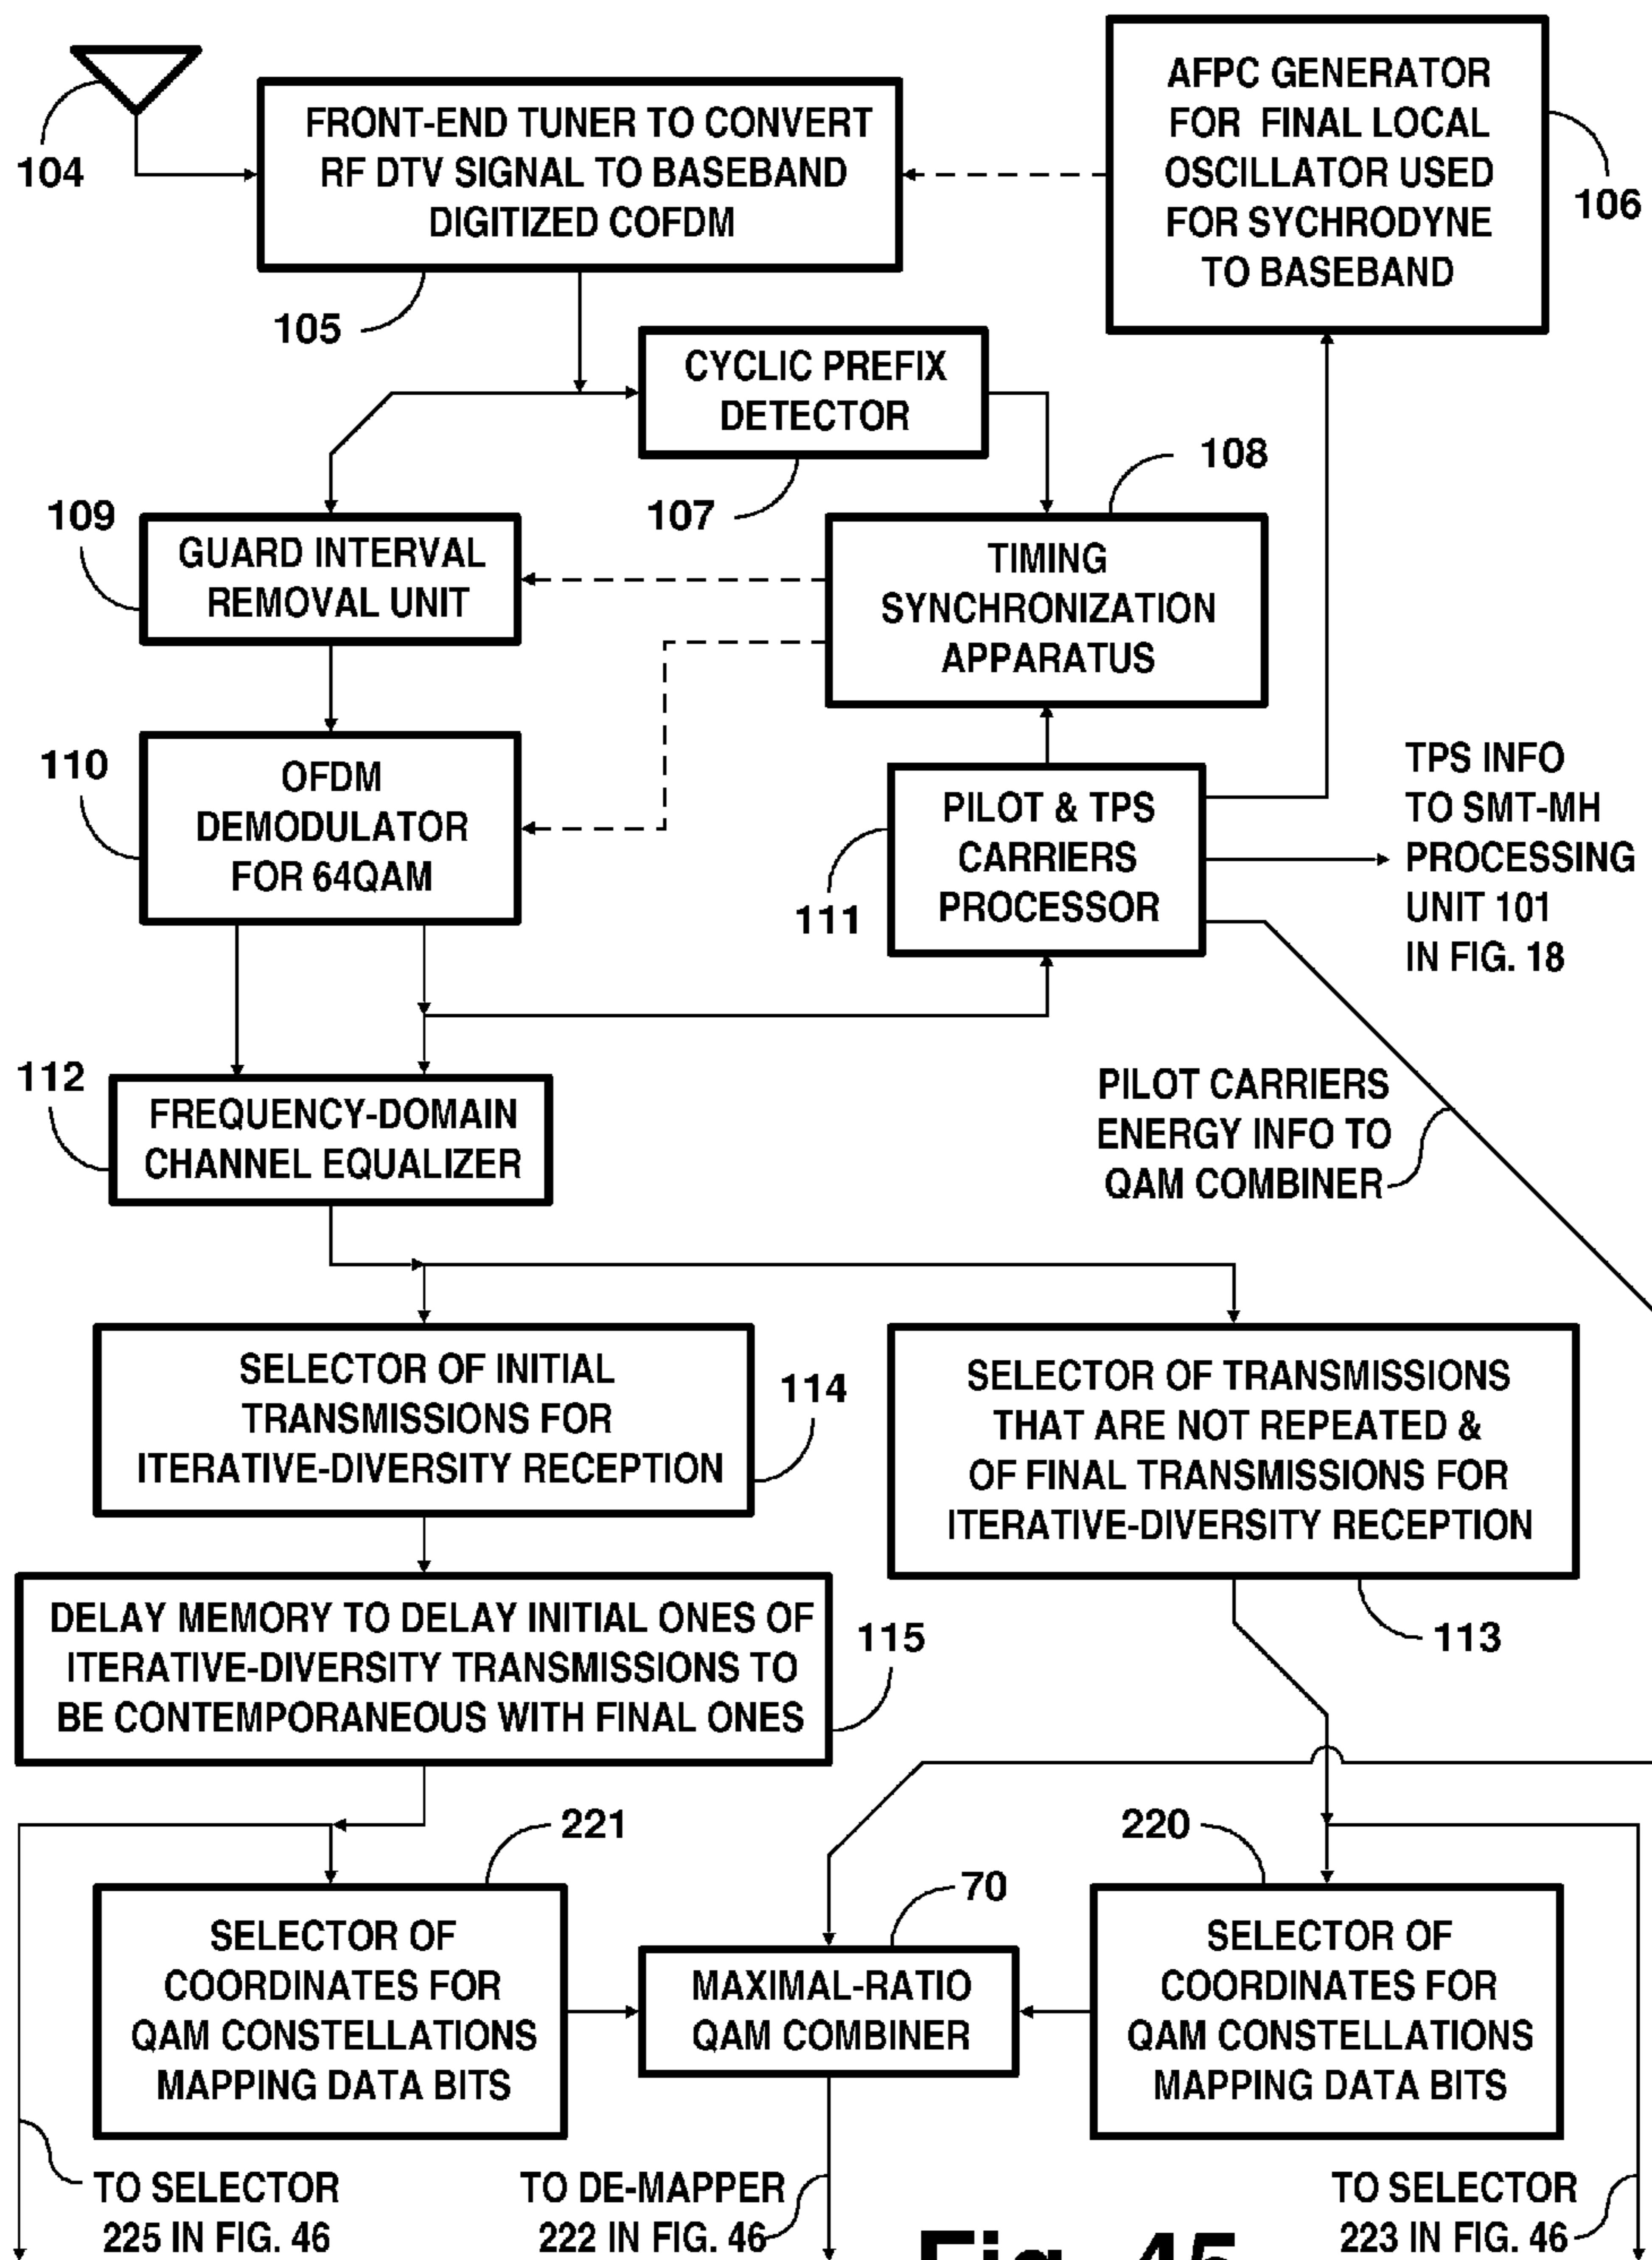 104
FRONT-END TUNER TO CONVERT
RF DTV SIGNAL TO BASEBAND
DIGITIZED COFDM
105
AFPC GENERATOR
FOR FINAL LOCAL
OSCILLATOR USED
FOR SYCHRODYNE
TO BASEBAND
106
CYCLIC PREFIX
DETECTOR
107
108
109
GUARD INTERVAL
REMOVAL UNIT
TIMING
SYNCHRONIZATION
APPARATUS
110
OFDM
DEMODULATOR
FOR 64QAM
PILOT & TPS
CARRIERS
PROCESSOR
111
TPS INFO
TO SMT-MH
PROCESSING
UNIT 101
IN FIG. 18
112
FREQUENCY-DOMAIN
CHANNEL EQUALIZER
PILOT CARRIERS
ENERGY INFO TO
QAM COMBINER
SELECTOR OF INITIAL
TRANSMISSIONS FOR
ITERATIVE-DIVERSITY RECEPTION
114
SELECTOR OF TRANSMISSIONS
THAT ARE NOT REPEATED &
OF FINAL TRANSMISSIONS FOR
ITERATIVE-DIVERSITY RECEPTION
113
DELAY MEMORY TO DELAY INITIAL ONES OF
ITERATIVE-DIVERSITY TRANSMISSIONS TO
BE CONTEMPORANEOUS WITH FINAL ONES
115
221
220
70
SELECTOR OF
COORDINATES FOR
QAM CONSTELLATIONS
MAPPING DATA BITS
MAXIMAL-RATIO
QAM COMBINER
SELECTOR OF
COORDINATES FOR
QAM CONSTELLATIONS
MAPPING DATA BITS
TO SELECTOR
225 IN FIG. 46
TO DE-MAPPER
222 IN FIG. 46
TO SELECTOR
223 IN FIG. 46
Fig. 45